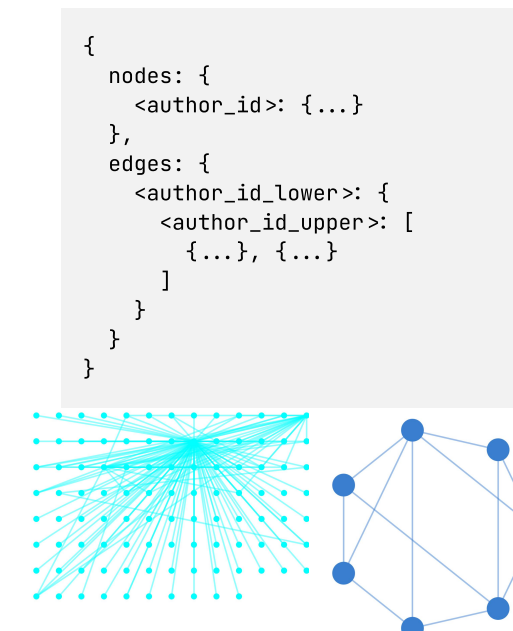 {
  nodes: {
    <author_id>: {...}
  },
  edges: {
    <author_id_lower>: {
      <author_id_upper>: [
        {...}, {...}
      ]
    }
  }
}